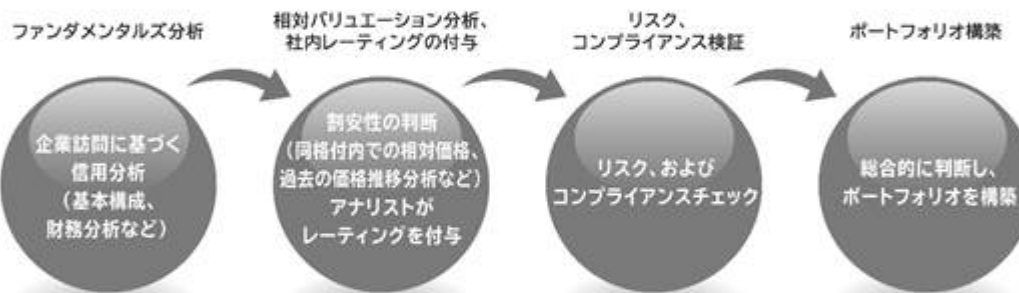 ファンダメンタルズ分析
相対バリュエーション分析、
社内レーティングの付与
リスク、
コンプライアンス検証
ポートフォリオ構築
企業訪問に基づく
信用分析
（基本構成、
財務分析など）
割安性の判断
（同格付内での相対価格、
過去の価格推移分析など）
アナリストが
レーティングを付与
リスク、および
コンプライアンスチェック
総合的に判断し、
ポートフォリオを構築